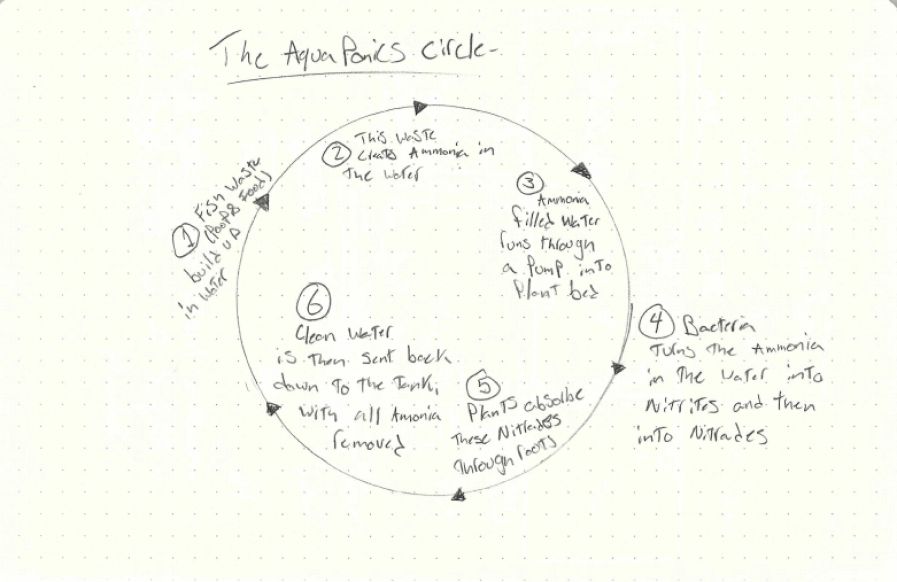 The AquaPonics Circle-
1 Fish Waste
(Poop & Food)
build up
in water
2 This Waste
Creats Ammonia in
The Water
3 Ammonia
filled Water
runs through
a Pump into
Plant bed
4 Bacteria
Turns The Ammonia
in The Water into
Nitrites and then
into Nitrades
5 Plants absorbe
These Nitrades
through roots
6 Clean Water
is Then sent back
down To The Tank,
with all Amonia
removed